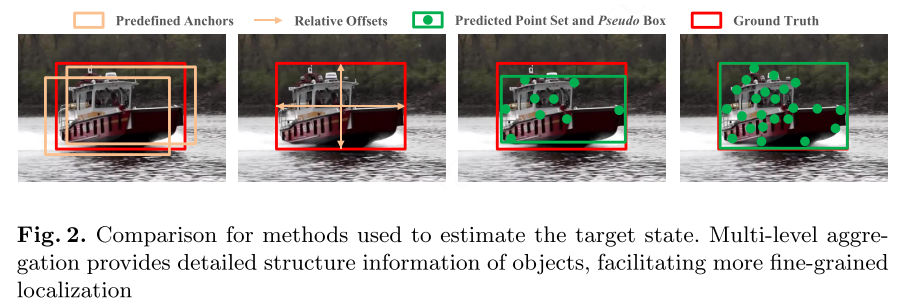 Predefined Anchors Relative Offsets Predicted Point Set and Pseudo Box Ground Truth
Fig. 2. Comparison for methods used to estimate the target state. Multi-level aggre-
gation provides detailed structure information of objects, facilitating more fine-grained
localization